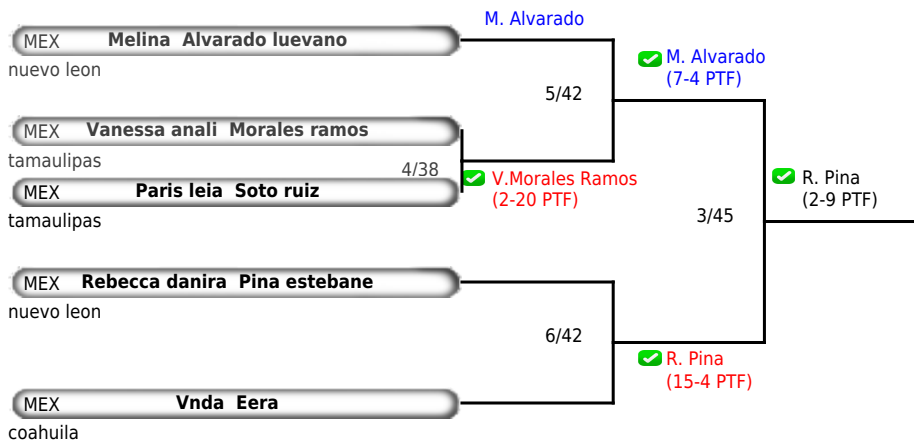 M. Alvarado
MEX Melina Alvarado luevano
nuevo leon
M. Alvarado
(7-4 PTF)
5/42
MEX Vanessa anali Morales ramos
tamaulipas
4/38
V.Morales Ramos
(2-20 PTF)
MEX Paris leia Soto ruiz
tamaulipas
R. Pina
(2-9 PTF)
3/45
MEX Rebecca danira Pina estebane
nuevo leon
6/42
R. Pina
(15-4 PTF)
MEX Vnda Eera
coahuila